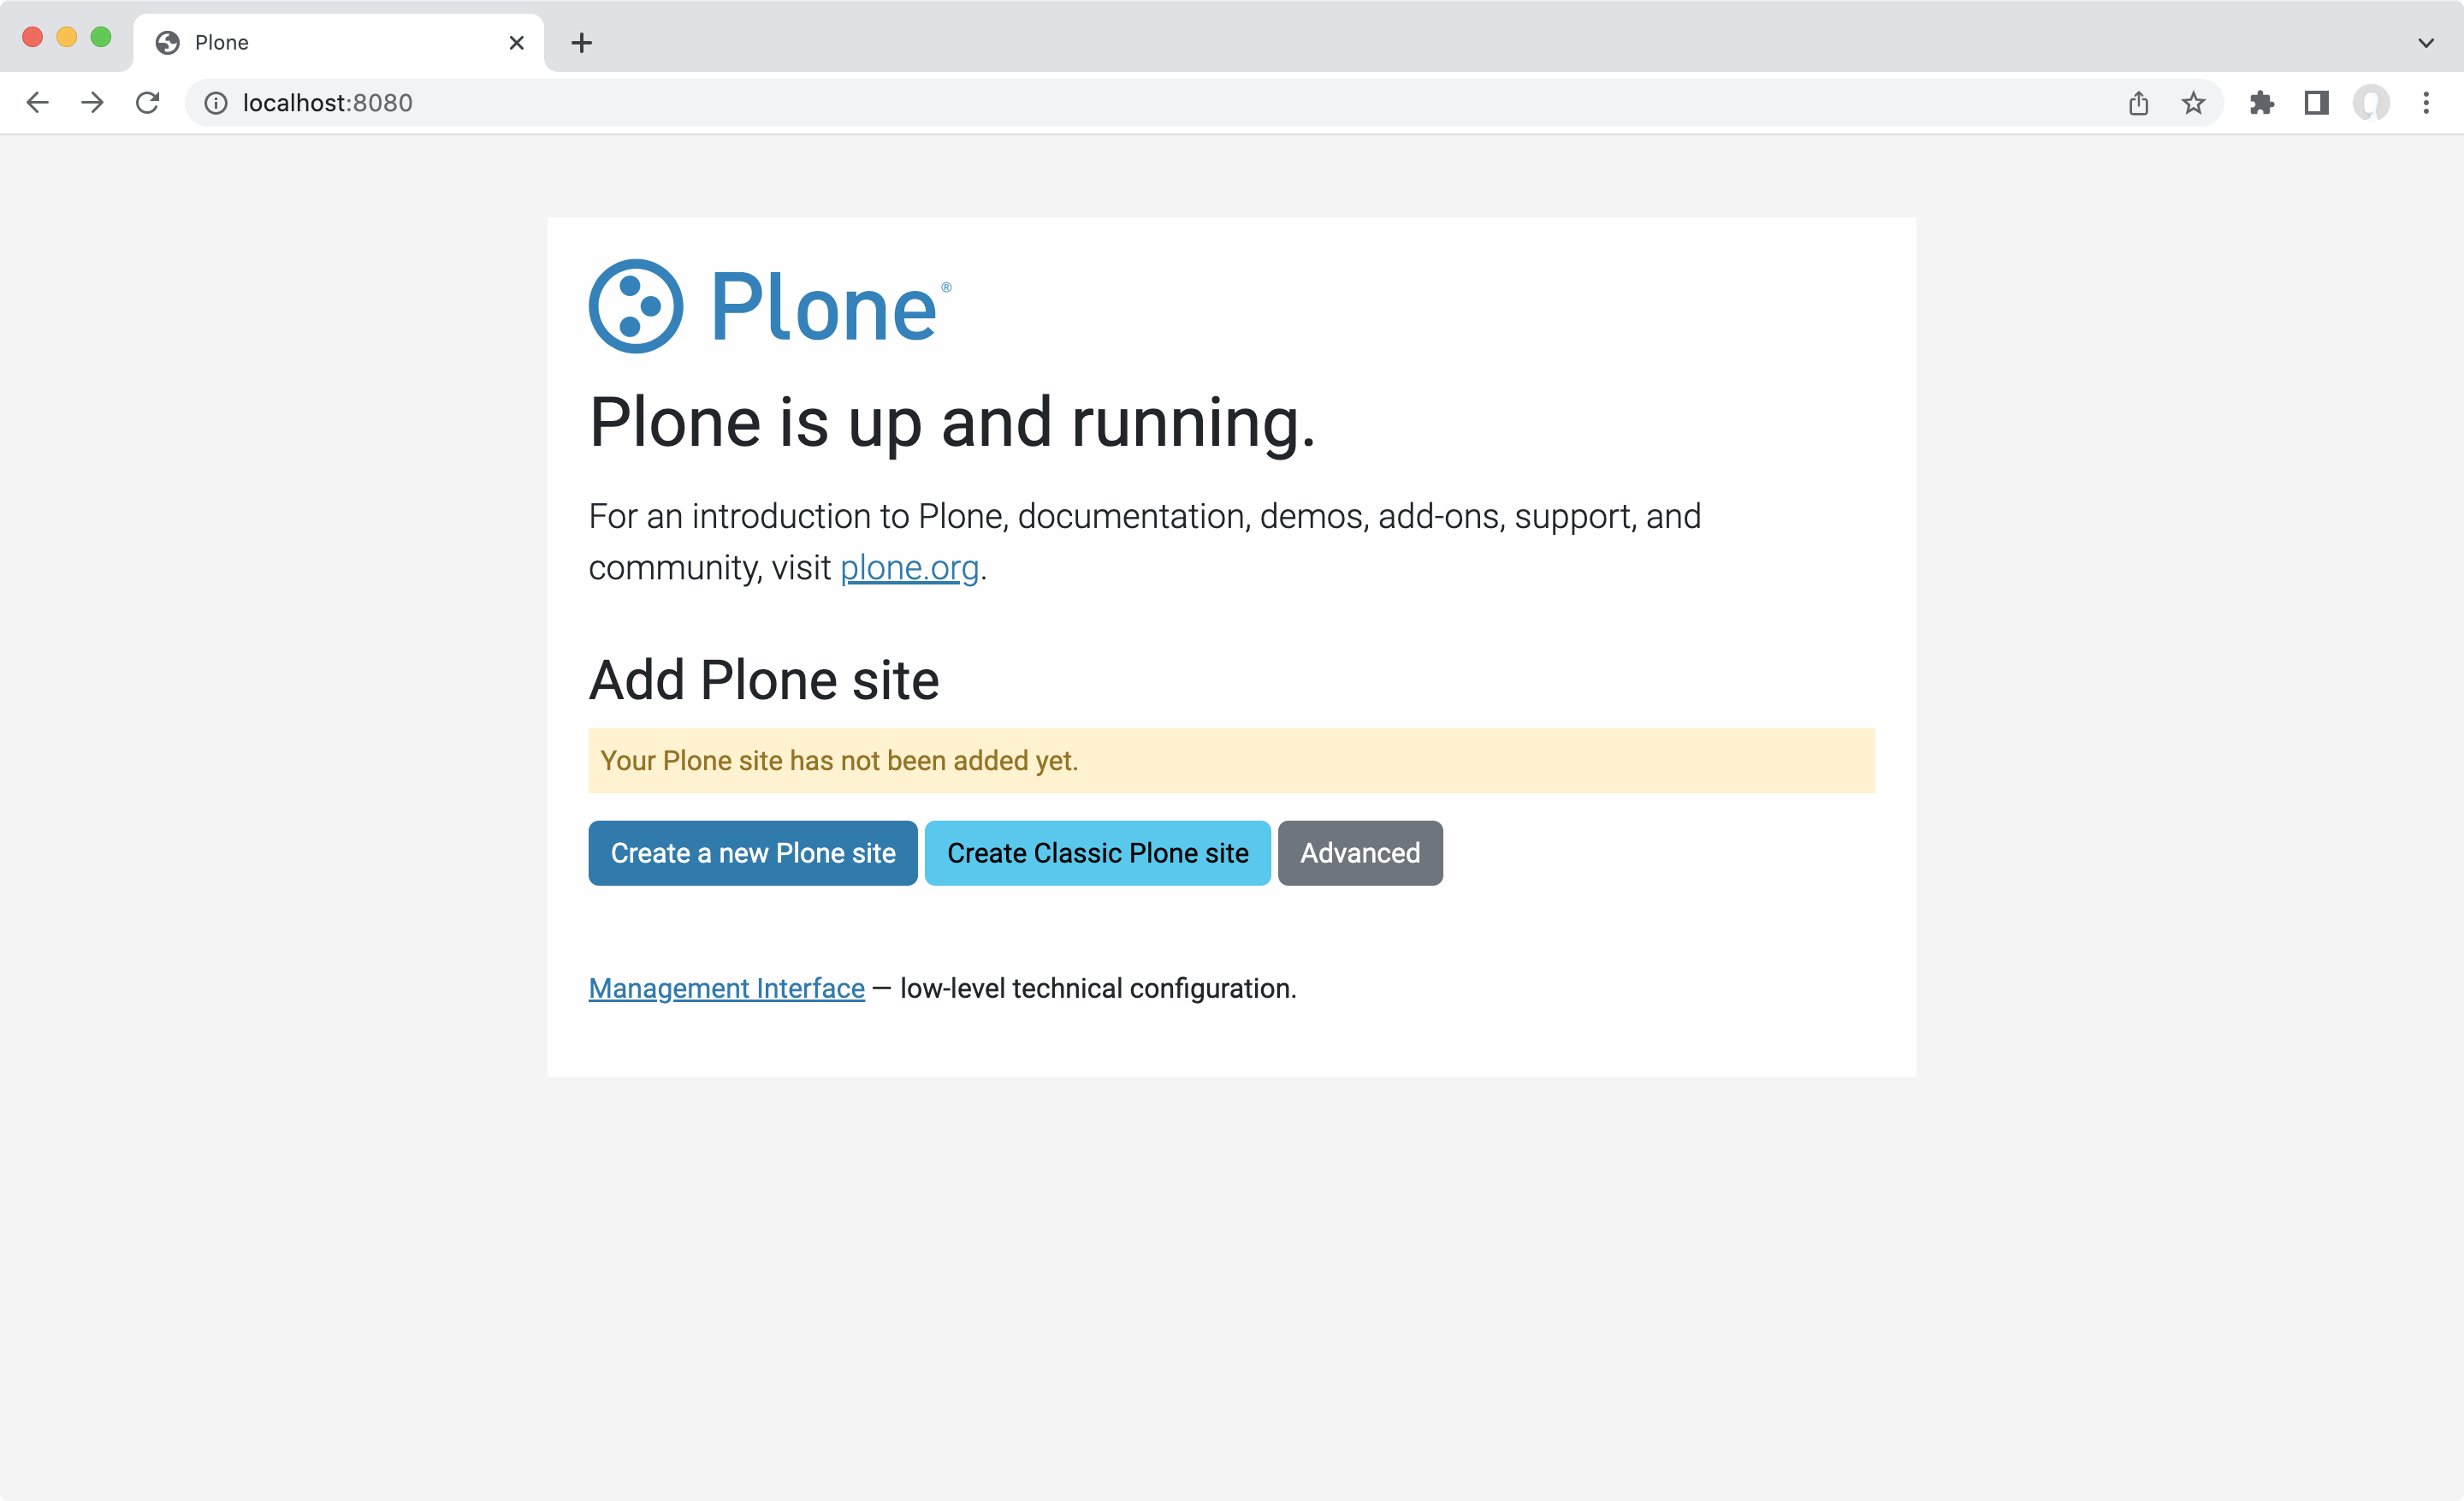 Plone
localhost:8080
Plone®
Plone is up and running.
For an introduction to Plone, documentation, demos, add-ons, support, and
community, visit plone.org.
Add Plone site
Your Plone site has not been added yet.
Create a new Plone site Create Classic Plone site Advanced
Management Interface — low-level technical configuration.